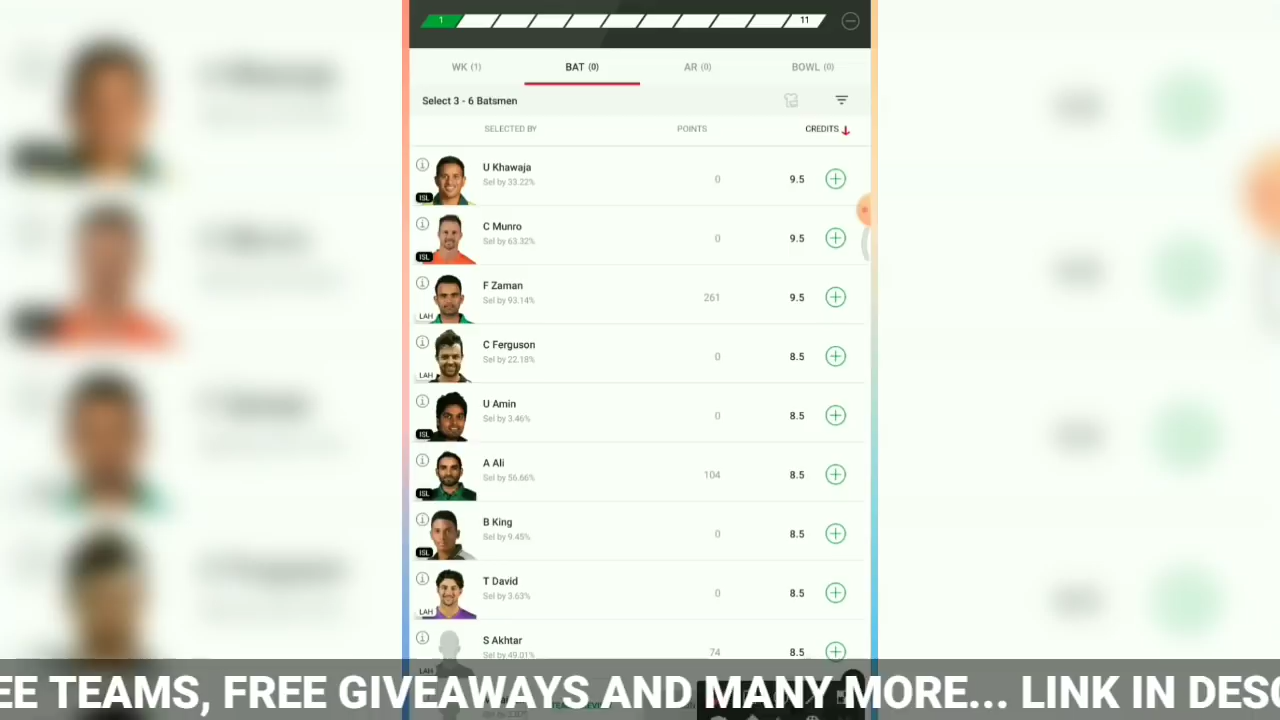 1 11
WK (1) BAT (0) AR (0) BOWL (0)
Select 3 - 6 Batsmen
SELECTED BY POINTS CREDITS
U Khawaja
Sel by 33.22%
ISL
0 9.5
C Munro
Sel by 63.32%
ISL
0 9.5
F Zaman
Sel by 93.14%
LAH
261 9.5
C Ferguson
Sel by 22.18%
LAH
0 8.5
U Amin
Sel by 3.46%
ISL
0 8.5
A Ali
Sel by 56.66%
ISL
104 8.5
B King
Sel by 9.45%
ISL
0 8.5
T David
Sel by 3.63%
LAH
0 8.5
S Akhtar
Sel by 49.01%
LAH
74 8.5
EE TEAMS, FREE GIVEAWAYS AND MANY MORE... LINK IN DESC